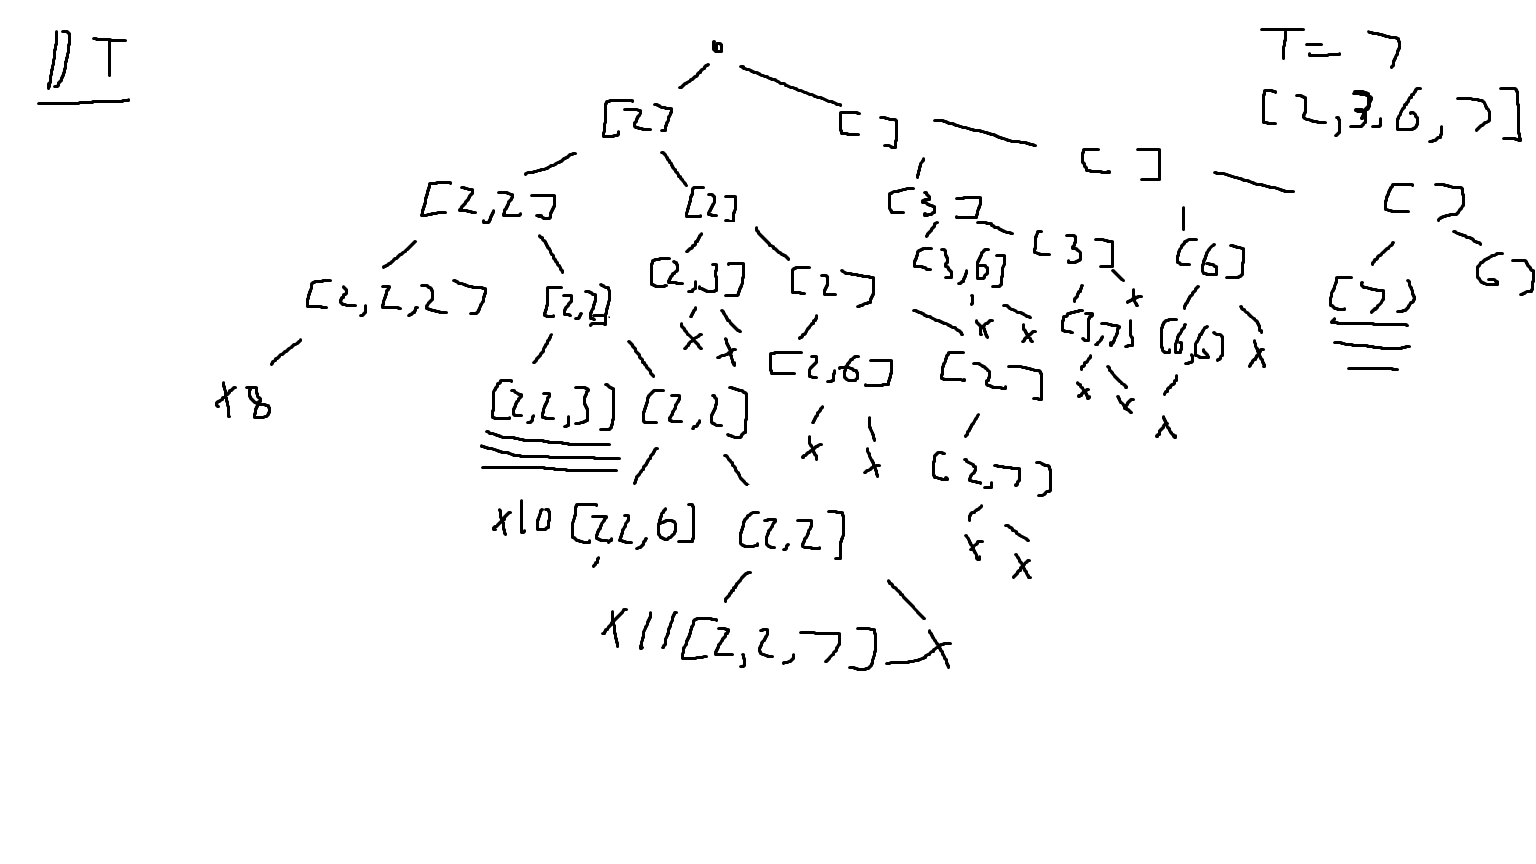 DT
T= 7
[2,3,6,7]
[2] [ ] [ ] [ ]
[2,2] [2] [3] [3] [6] [7] 6]
[2,2,2] [2,2] [2,3] [2] [3,6] x x x [3,7] [6,6] x
x8 [2,2,3] [2,2] x x [2,6] [2] x x x
x10 [2,2,6] [2,2] x x [2,7]
x x
x11 [2,2,7] x